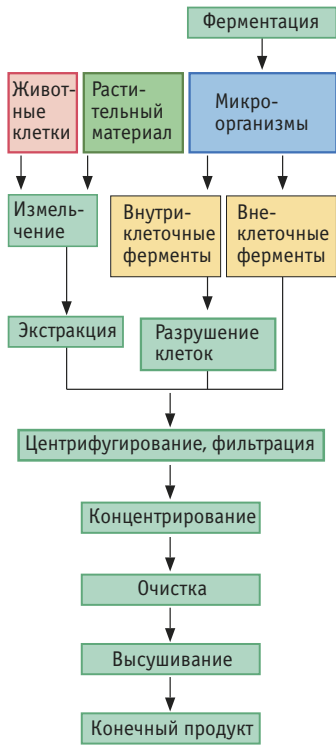 Ферментация
Живот-
ные
клетки
Расти-
тельный
материал
Микро-
организмы
Измель-
чение
Внутри-
клеточные
ферменты
Вне-
клеточные
ферменты
Экстракция
Разрушение
клеток
Центрифугирование, фильтрация
Концентрирование
Очистка
Высушивание
Конечный продукт